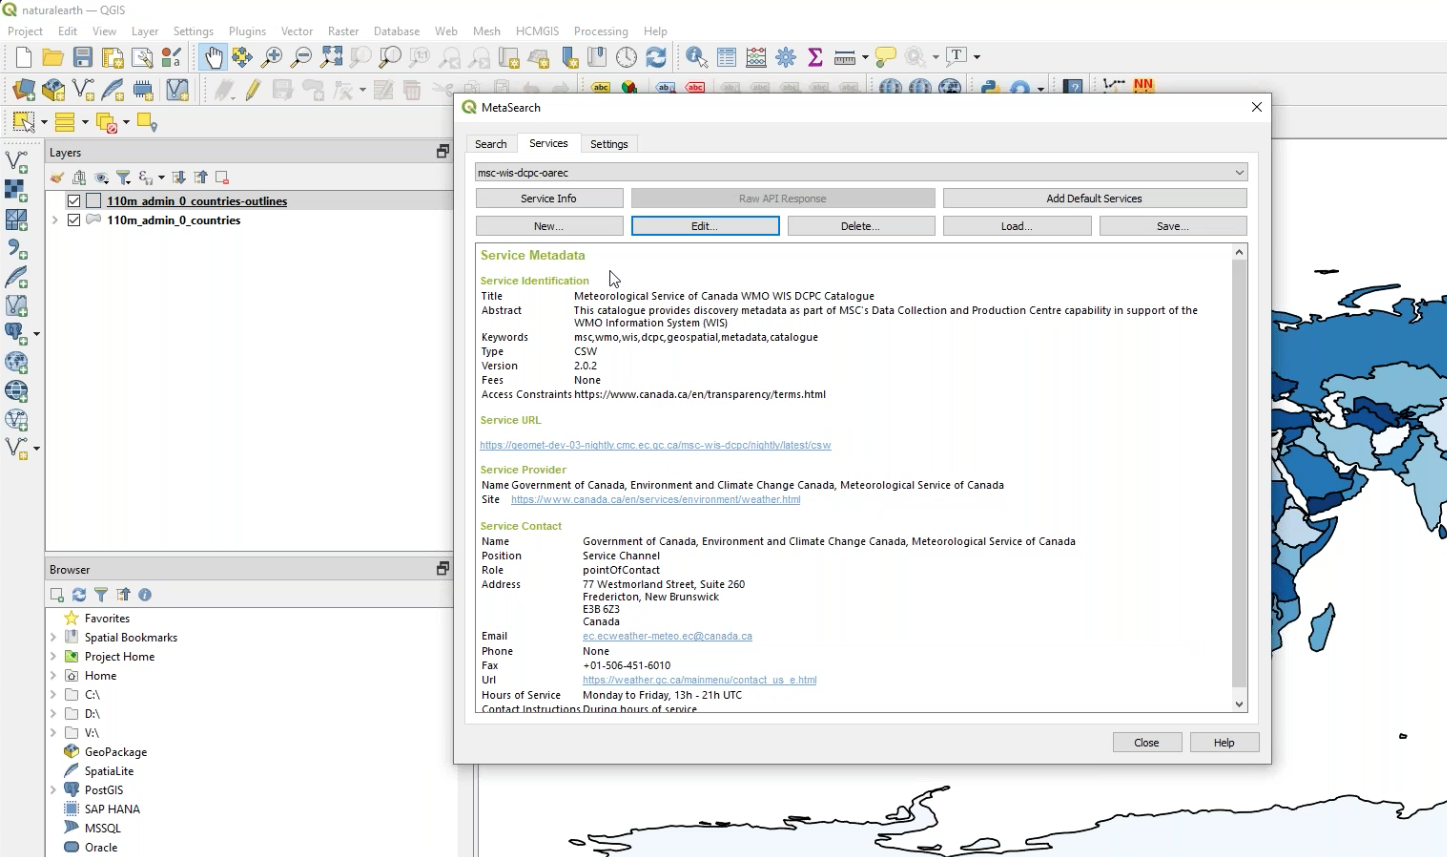 naturalearth — QGIS
Project Edit View Layer Settings Plugins Vector Raster Database Web Mesh HCMGIS Processing Help
MetaSearch
Search Services Settings
msc-wis-dcpc-oarec
Service Info Raw API Response Add Default Services
New... Edit... Delete... Load... Save...
Service Metadata
Service Identification
Title Meteorological Service of Canada WMO WIS DCPC Catalogue
Abstract This catalogue provides discovery metadata as part of MSC's Data Collection and Production Centre capability in support of the
WMO Information System (WIS)
Keywords msc,wmo,wis,dcpc,geospatial,metadata,catalogue
Type CSW
Version 2.0.2
Fees None
Access Constraints https://www.canada.ca/en/transparency/terms.html
Service URL
https://geomet-dev-03-nightly.cmc.ec.gc.ca/msc-wis-dcpc/nightly/latest/csw
Service Provider
Name Government of Canada, Environment and Climate Change Canada, Meteorological Service of Canada
Site https://www.canada.ca/en/services/environment/weather.html
Service Contact
Name Government of Canada, Environment and Climate Change Canada, Meteorological Service of Canada
Position Service Channel
Role pointOfContact
Address 77 Westmorland Street, Suite 260
Fredericton, New Brunswick
E3B 6Z3
Canada
Email ec.ecweather-meteo.ec@canada.ca
Phone None
Fax +01-506-451-6010
Url https://weather.gc.ca/mainmenu/contact_us_e.html
Hours of Service Monday to Friday, 13h - 21h UTC
Contact Instructions During hours of service
Close Help
Layers
110m_admin_0_countries-outlines
110m_admin_0_countries
Browser
Favorites
Spatial Bookmarks
Project Home
Home
C:\
D:\
V:\
GeoPackage
SpatiaLite
PostGIS
SAP HANA
MSSQL
Oracle